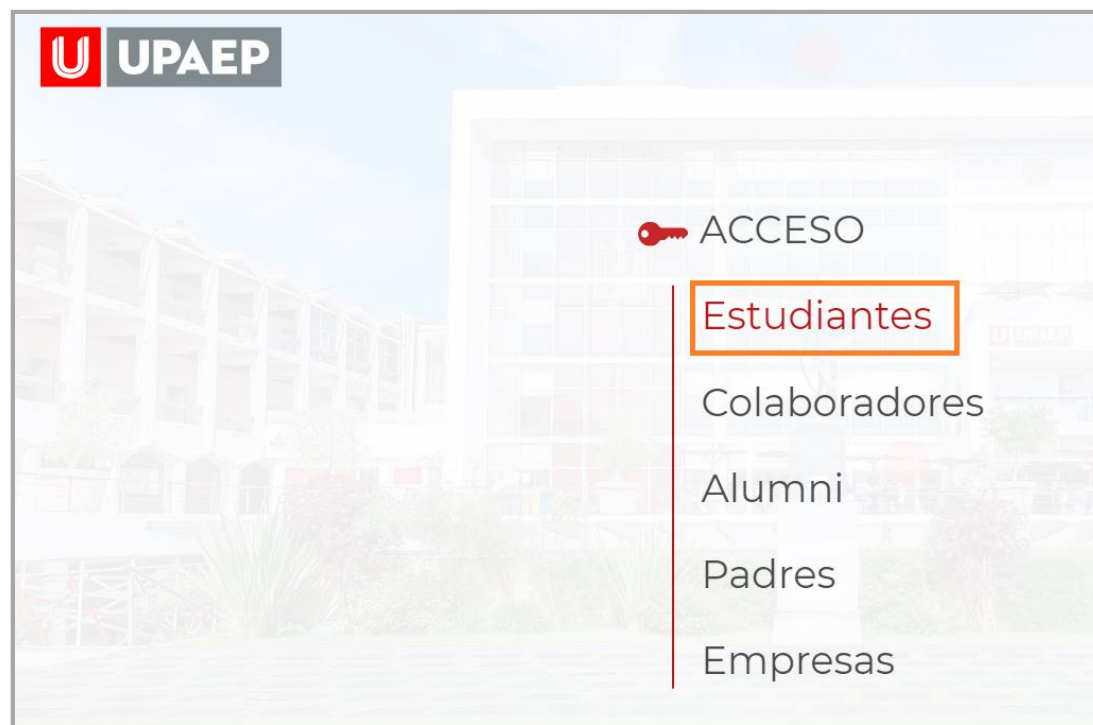 UPAEP
ACCESO
Estudiantes
Colaboradores
Alumni
Padres
Empresas